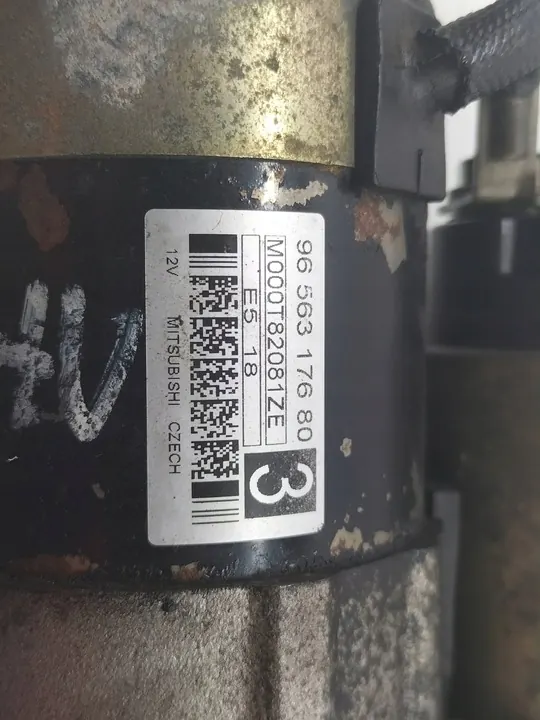 96 563 176 80
M000T82081ZE
E5 18
3
12V MITSUBISHI CZECH